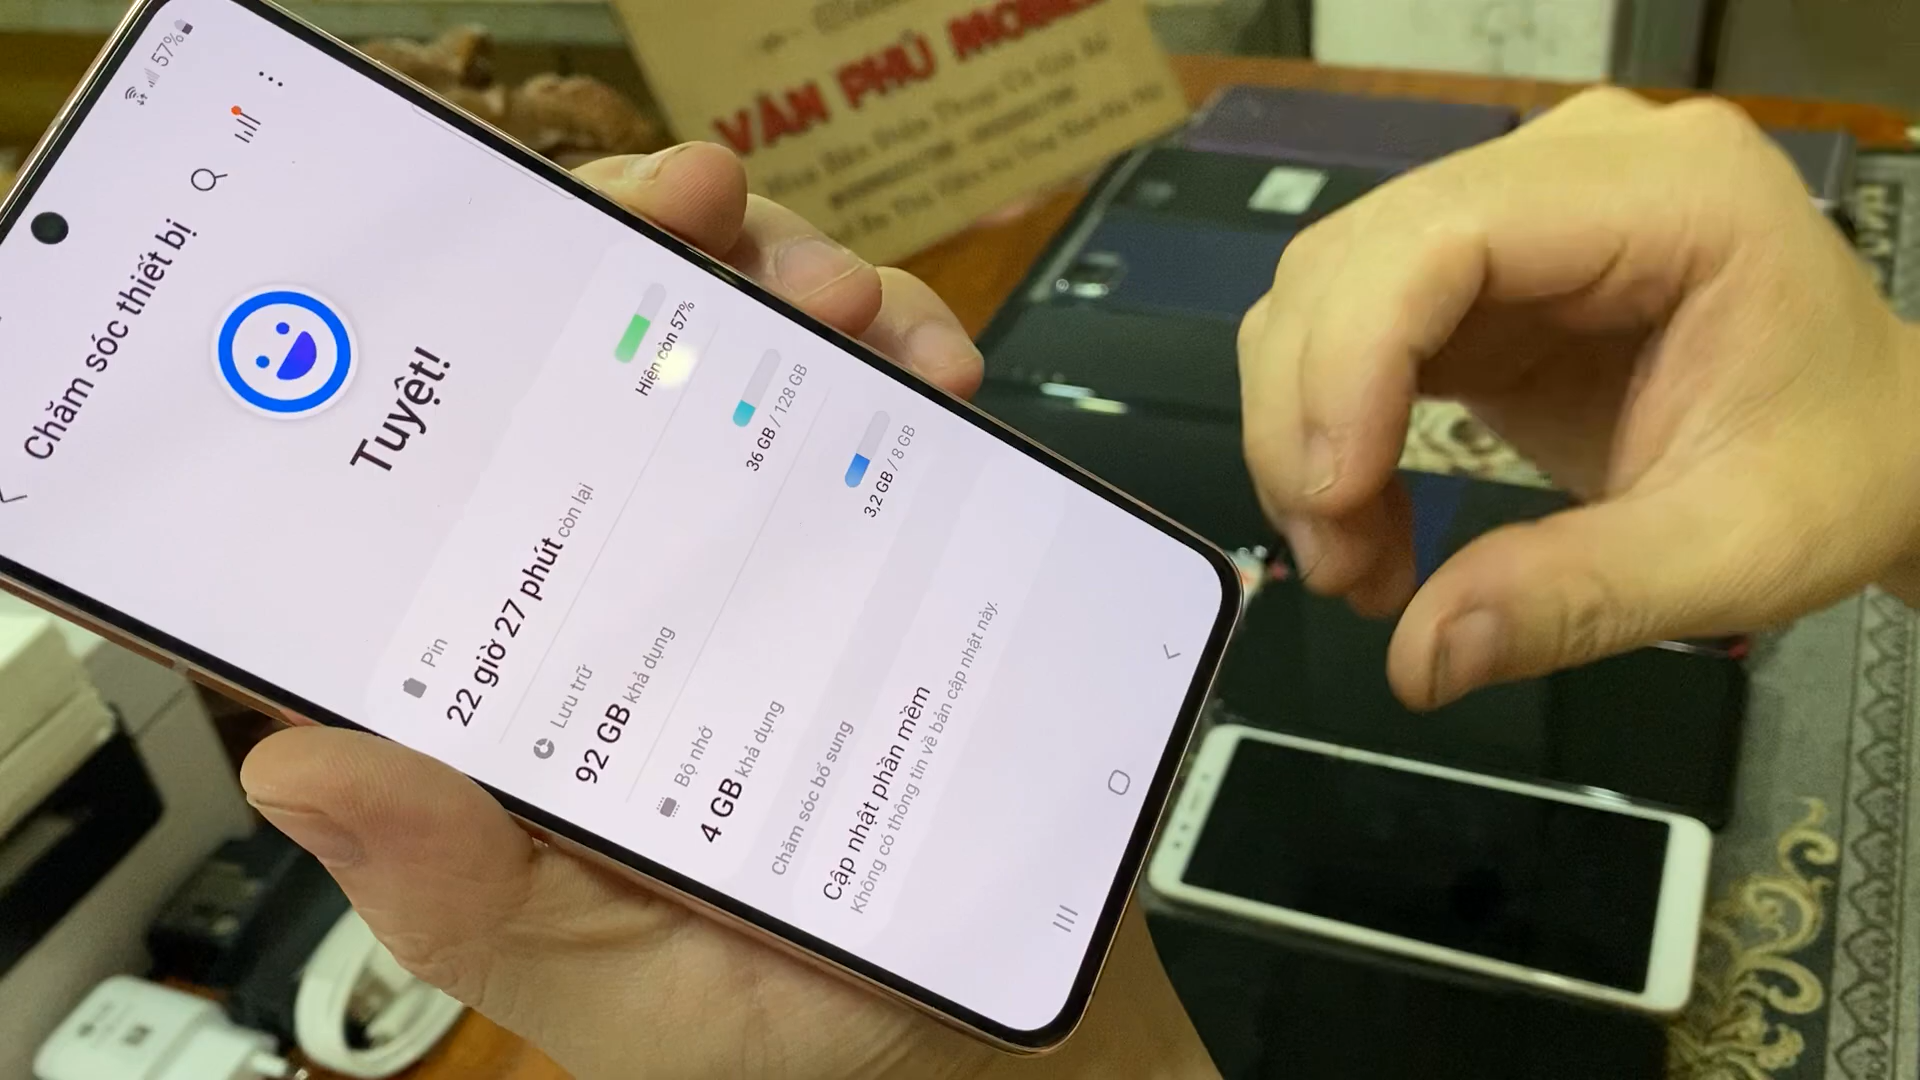 57%
Chăm sóc thiết bị
Tuyệt!
Pin
22 giờ 27 phút còn lại
Hiện còn 57%
Lưu trữ
92 GB khả dụng
36 GB / 128 GB
Bộ nhớ
4 GB khả dụng
3,2 GB / 8 GB
Chăm sóc bổ sung
Cập nhật phần mềm
Không có thông tin về bản cập nhật này.
VĂN PHÚ MOBILE